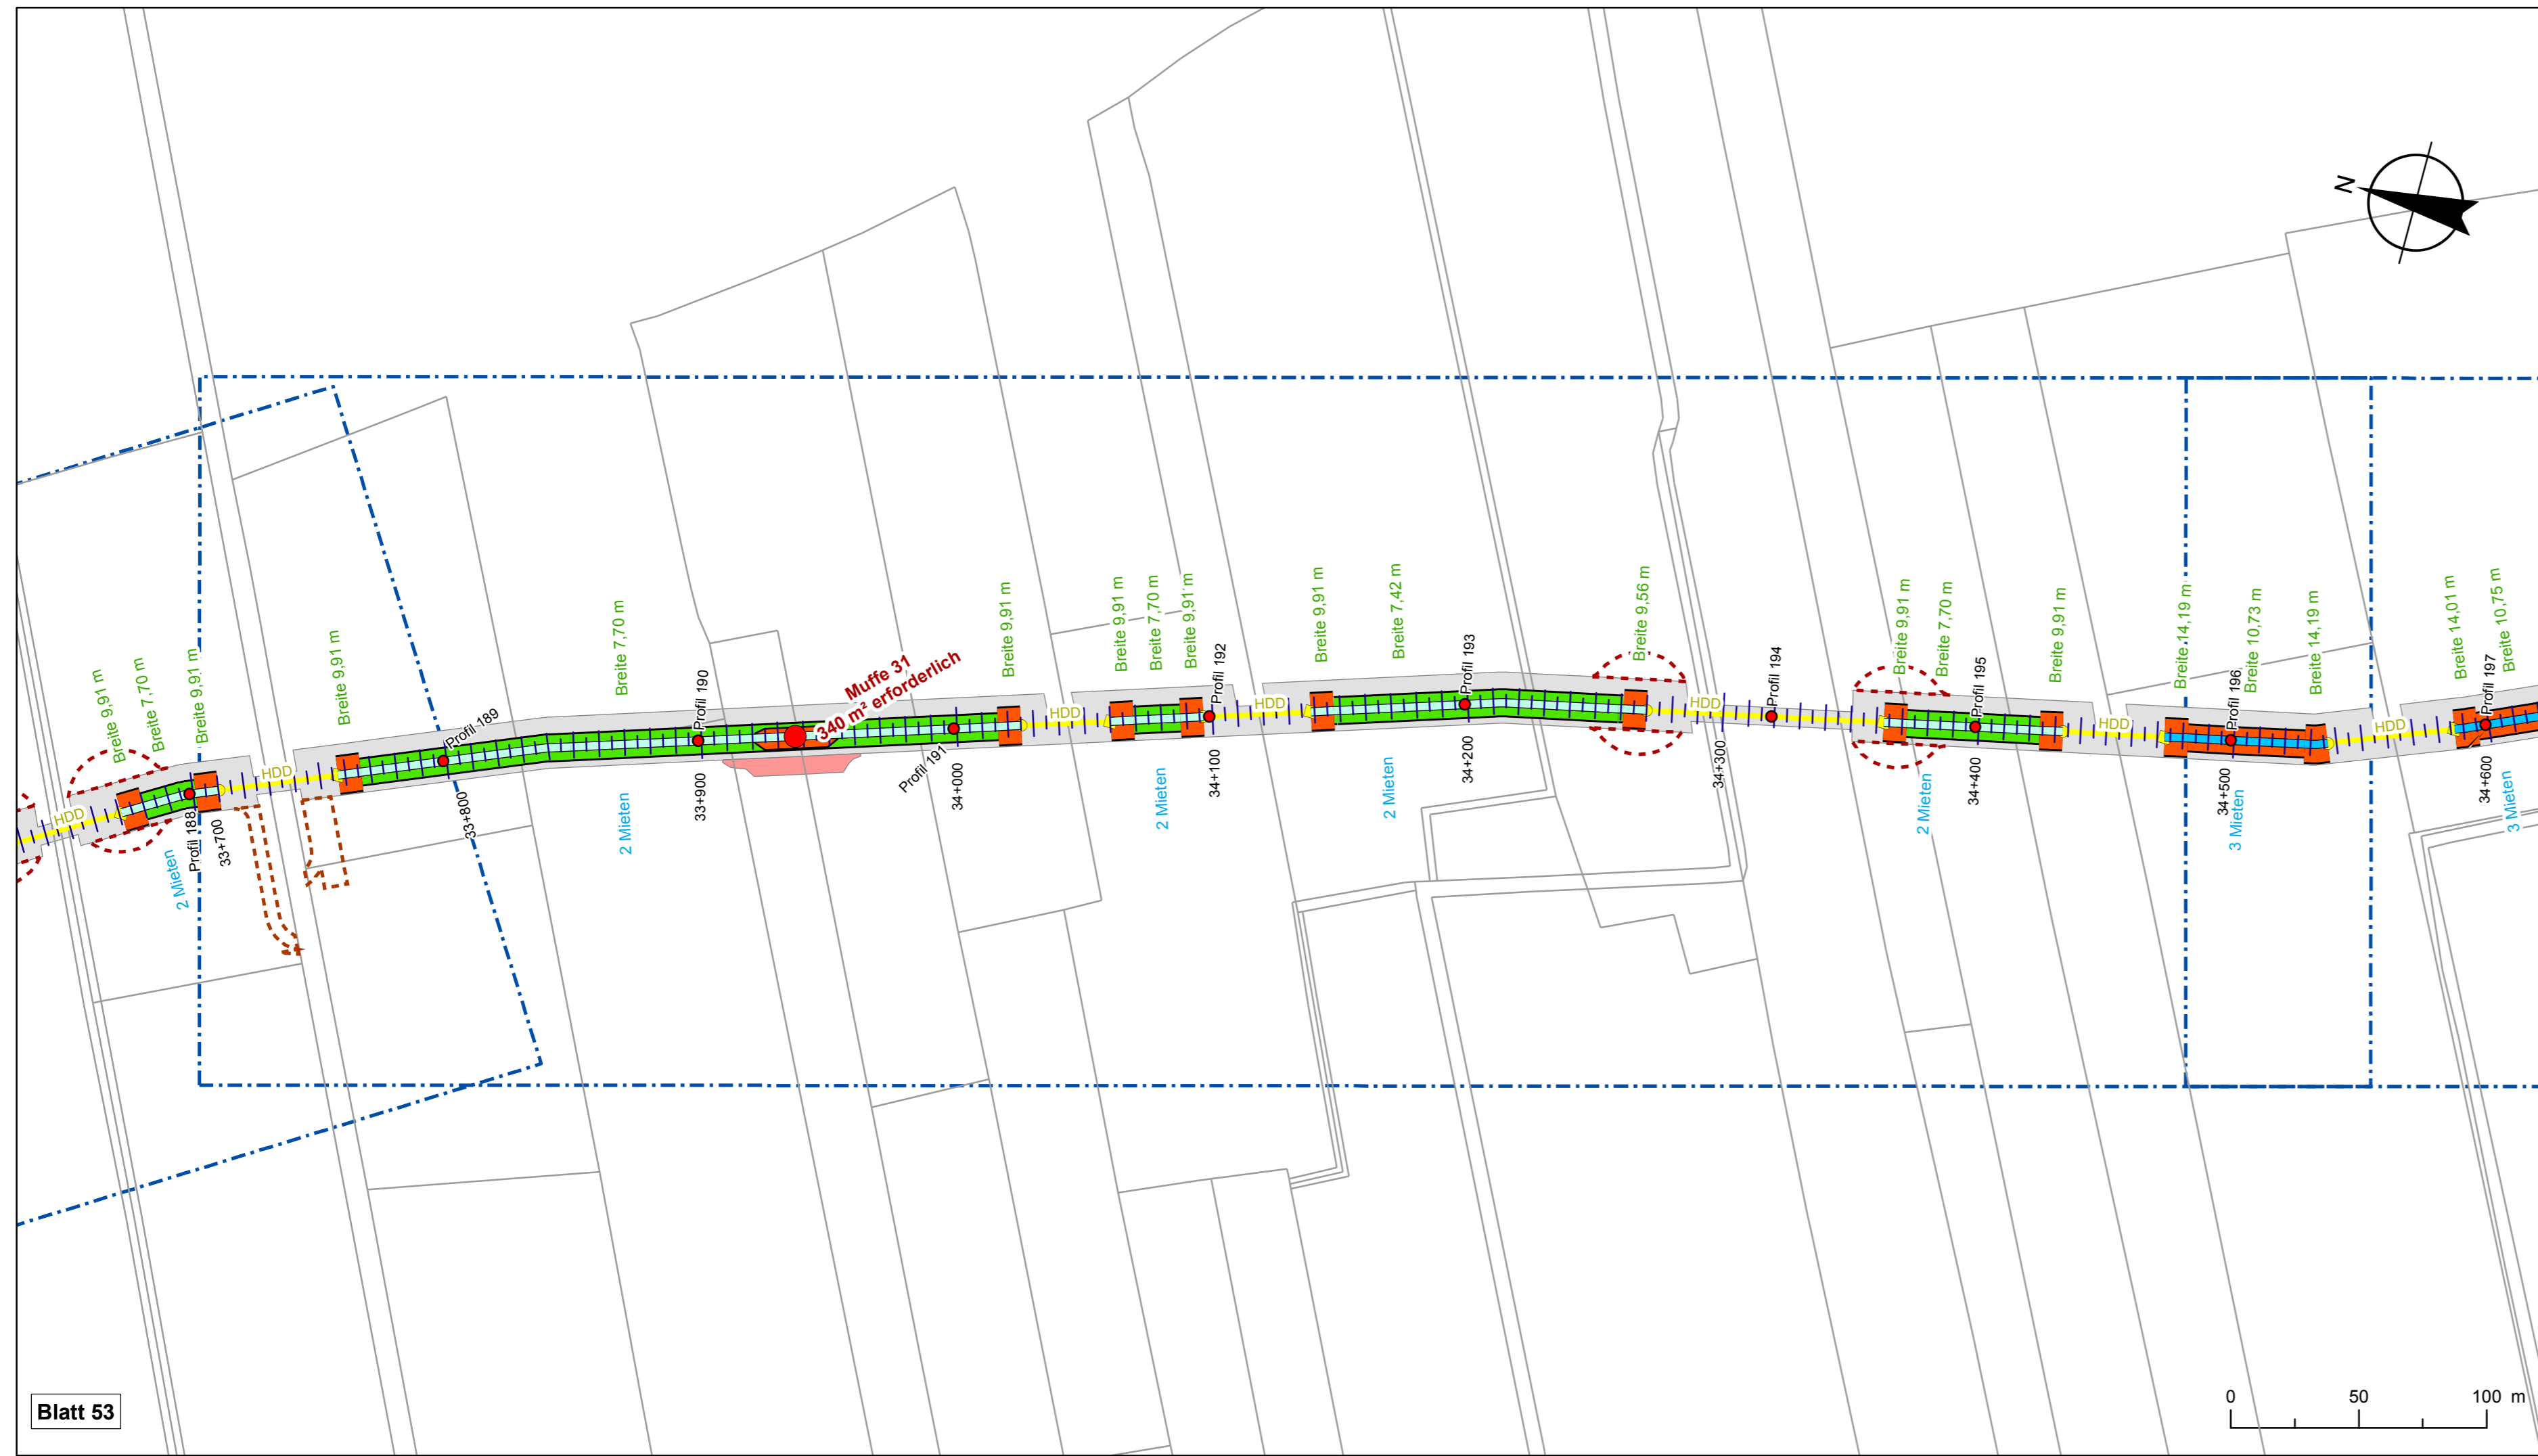 N
Breite 9,91 m
Breite 7,70 m
Breite 9,91 m
Breite 9,91 m
Breite 7,70 m
Breite 9,91 m
Breite 9,91 m
Breite 7,70 m
Breite 9,91 m
Breite 9,91 m
Breite 7,42 m
Breite 9,56 m
Breite 9,91 m
Breite 7,70 m
Breite 9,91 m
Breite 14,19 m
Breite 10,73 m
Breite 14,19 m
Breite 14,01 m
Breite 10,75 m
Muffe 31
340 m² erforderlich
Profil 188
Profil 189
Profil 190
Profil 191
Profil 192
Profil 193
Profil 194
Profil 195
Profil 196
Profil 197
HDD
HDD
HDD
HDD
HDD
HDD
HDD
33+700
33+800
33+900
34+000
34+100
34+200
34+300
34+400
34+500
34+600
2 Mieten
2 Mieten
2 Mieten
2 Mieten
2 Mieten
3 Mieten
3 Mieten
Blatt 53
0 50 100 m